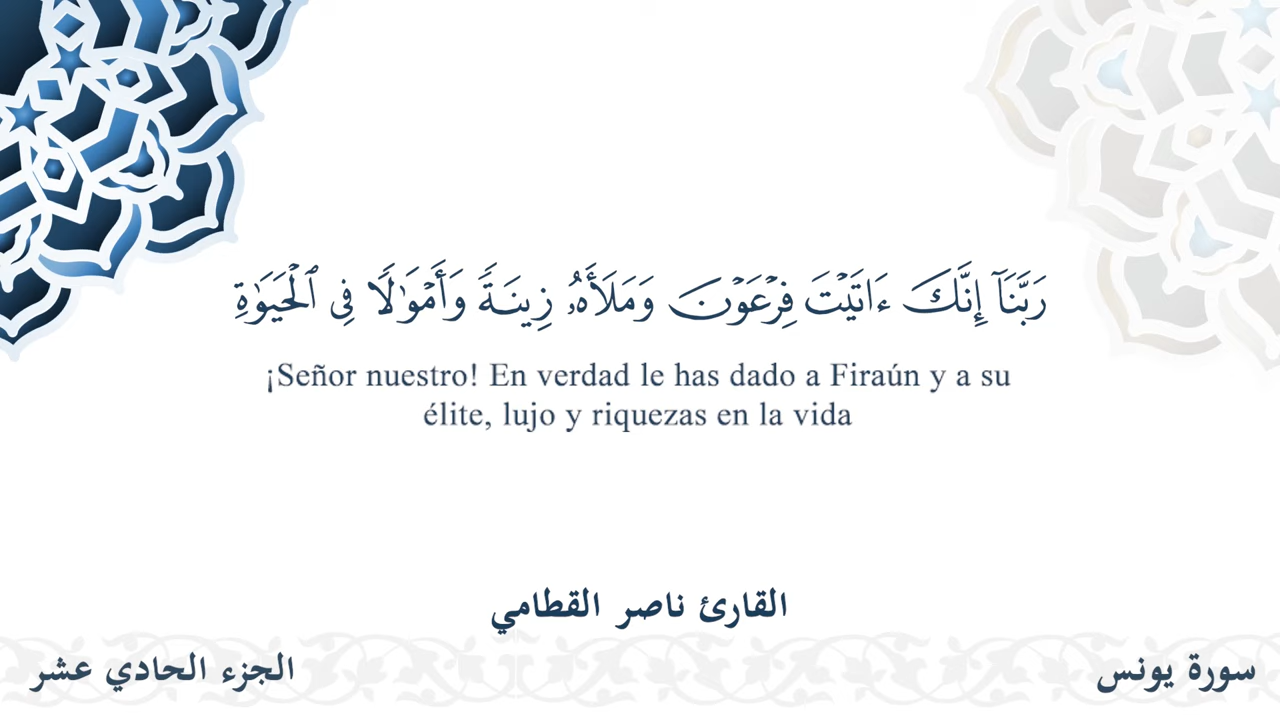 رَبَّنَآ إِنَّكَ ءَاتَيْتَ فِرْعَوْنَ وَمَلَأَهُۥ زِينَةً وَأَمْوَٰلًا فِى ٱلْحَيَوٰةِ
¡Señor nuestro! En verdad le has dado a Firaún y a su
élite, lujo y riquezas en la vida
القارئ ناصر القطامي
سورة يونس
الجزء الحادي عشر